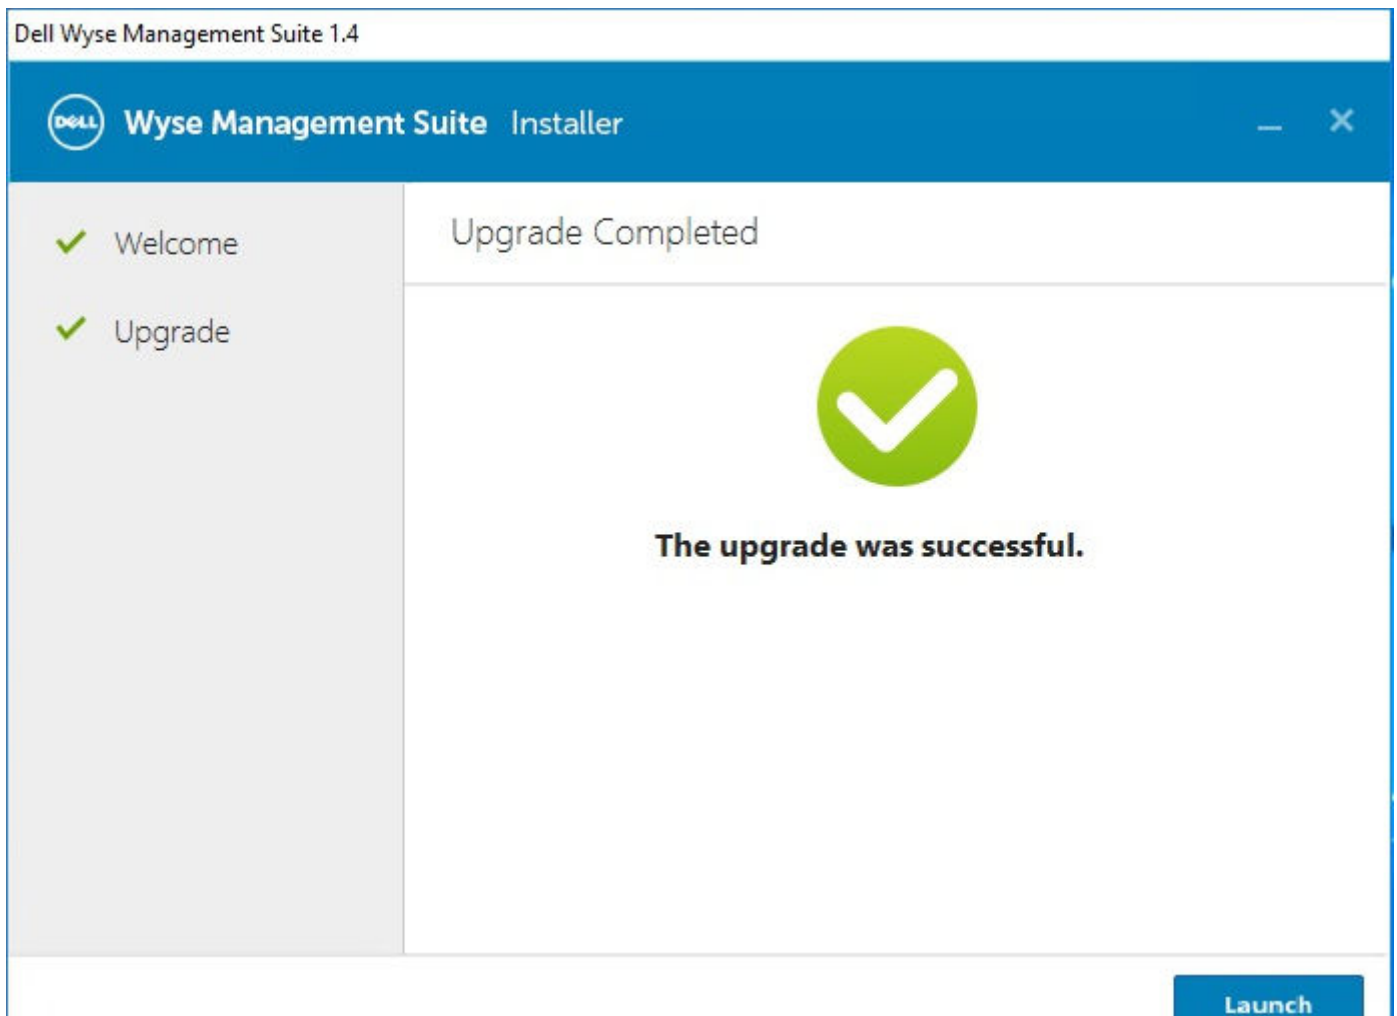 Dell Wyse Management Suite 1.4
DELL Wyse Management Suite Installer
Welcome
Upgrade Completed
Upgrade
The upgrade was successful.
Launch